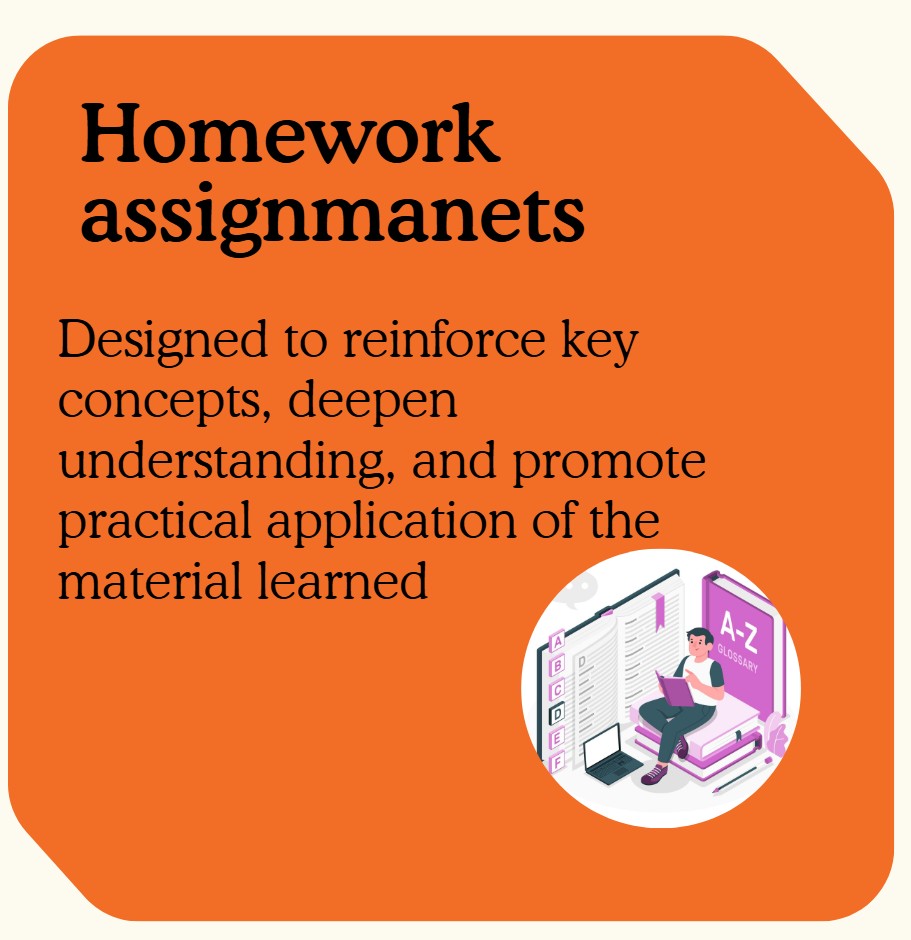 Homework
assignmanets
Designed to reinforce key
concepts, deepen
understanding, and promote
practical application of the
material learned
A
B
C
D
E
F
D
A-Z
GLOSSARY